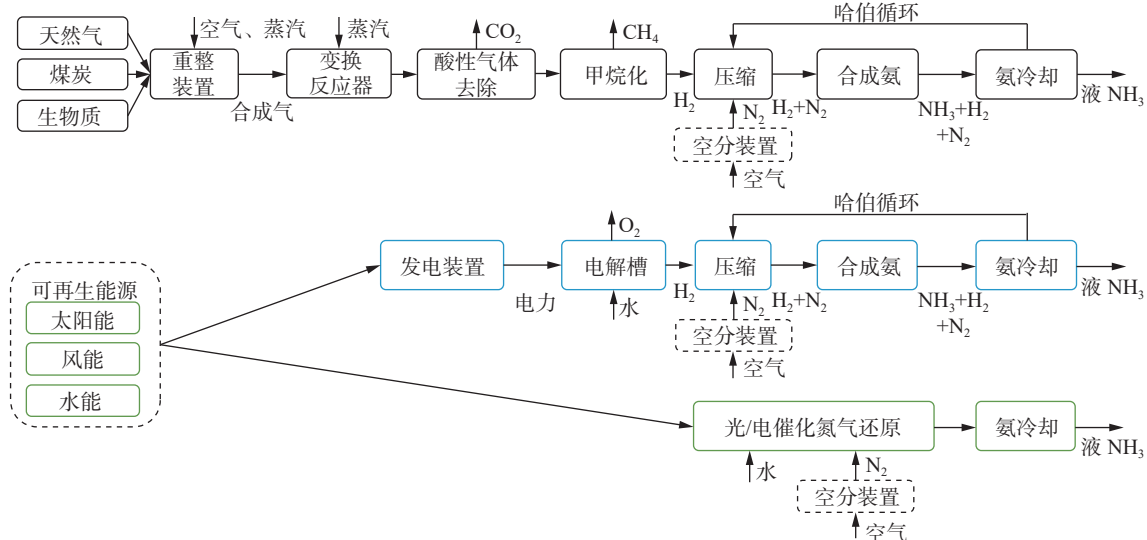 哈伯循环
空气、蒸汽
蒸汽
CO₂
CH₄
天然气
煤炭
生物质
重整
装置
变换
反应器
酸性气体
去除
甲烷化
压缩
合成氨
氨冷却
合成气
H₂
N₂
H₂+N₂
NH₃+H₂
+N₂
液 NH₃
空分装置
空气
哈伯循环
O₂
发电装置
电解槽
压缩
合成氨
氨冷却
电力
水
H₂
N₂
H₂+N₂
NH₃+H₂
+N₂
液 NH₃
空分装置
空气
可再生能源
太阳能
风能
水能
光/电催化氮气还原
氨冷却
液 NH₃
水
N₂
空分装置
空气